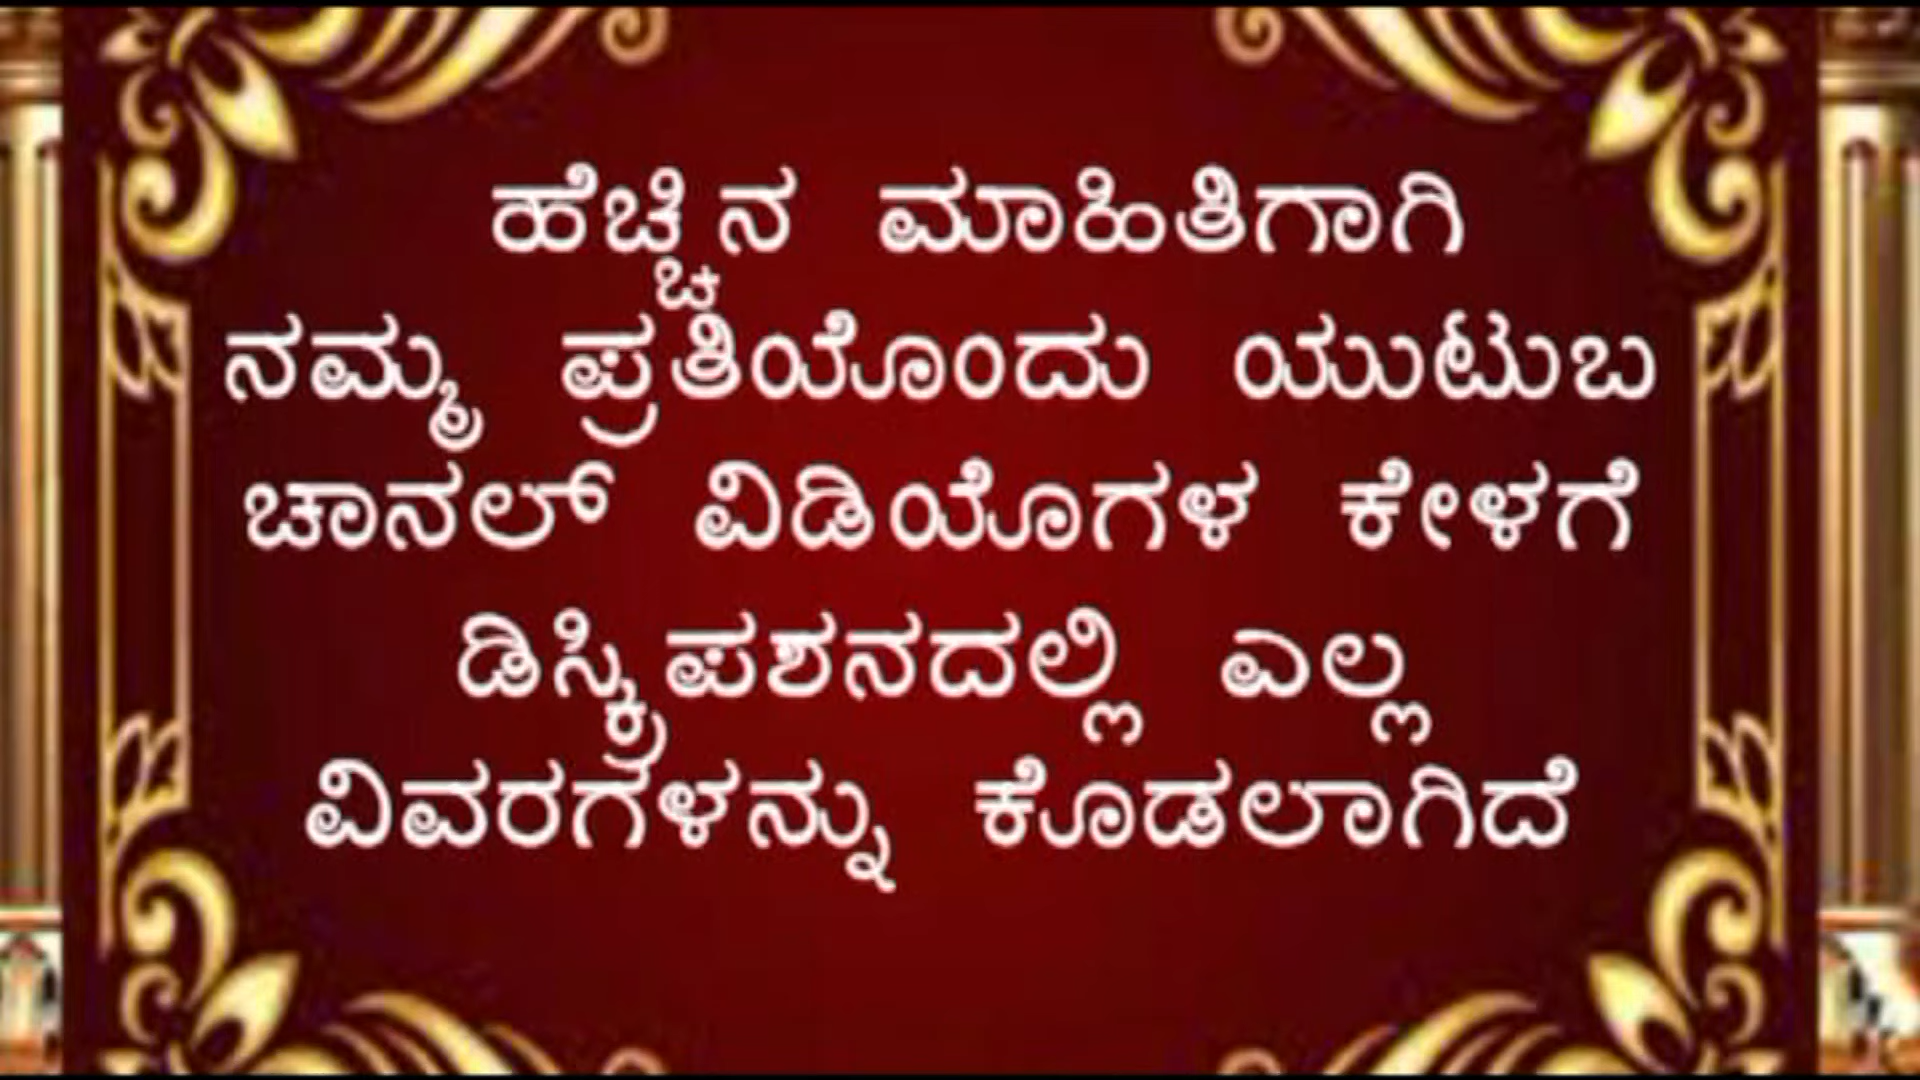 ಹೆಚ್ಚಿನ ಮಾಹಿತಿಗಾಗಿ
ನಮ್ಮ ಪ್ರತಿಯೊಂದು ಯುಟುಬ
ಚಾನಲ್ ವಿಡಿಯೊಗಳ ಕೇಳಗೆ
ಡಿಸ್ಕ್ರಿಪಶನದಲ್ಲಿ ಎಲ್ಲ
ವಿವರಗಳನ್ನು ಕೊಡಲಾಗಿದೆ